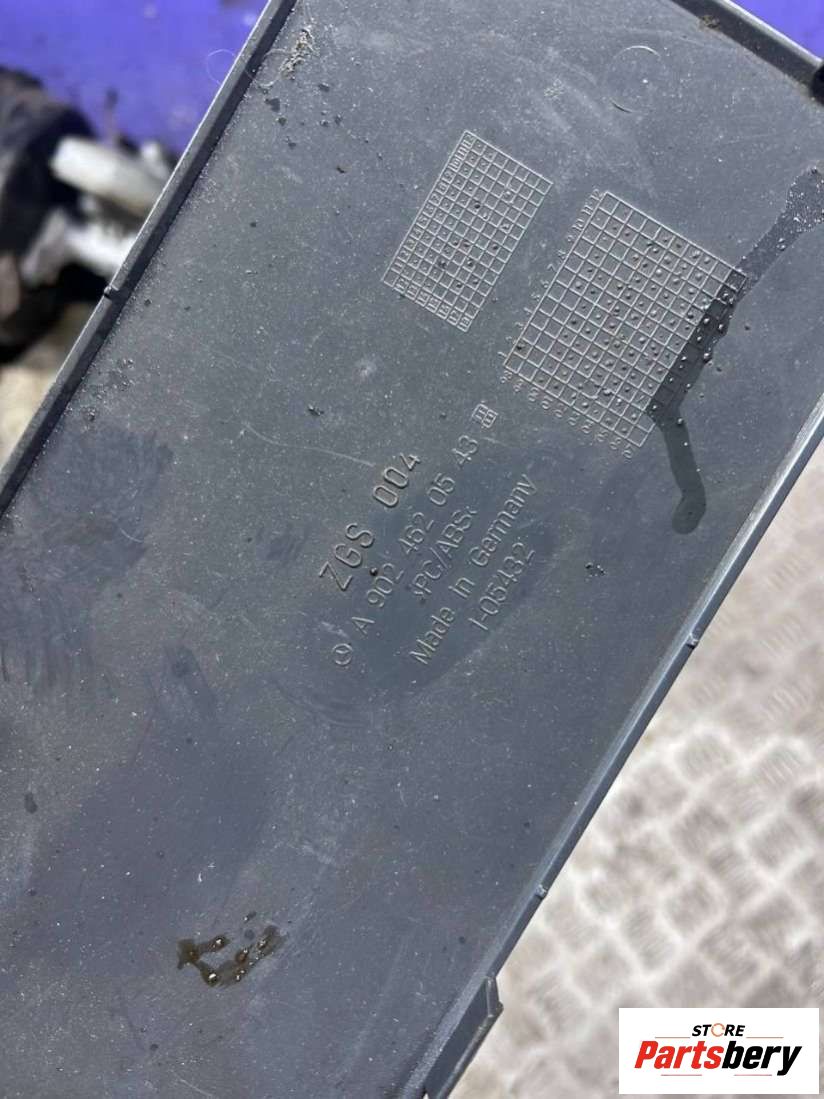 ZGS 004
A 902 462 05 43
>PC/ABS<
Made in Germany
1-05432
STORE
Partsbery